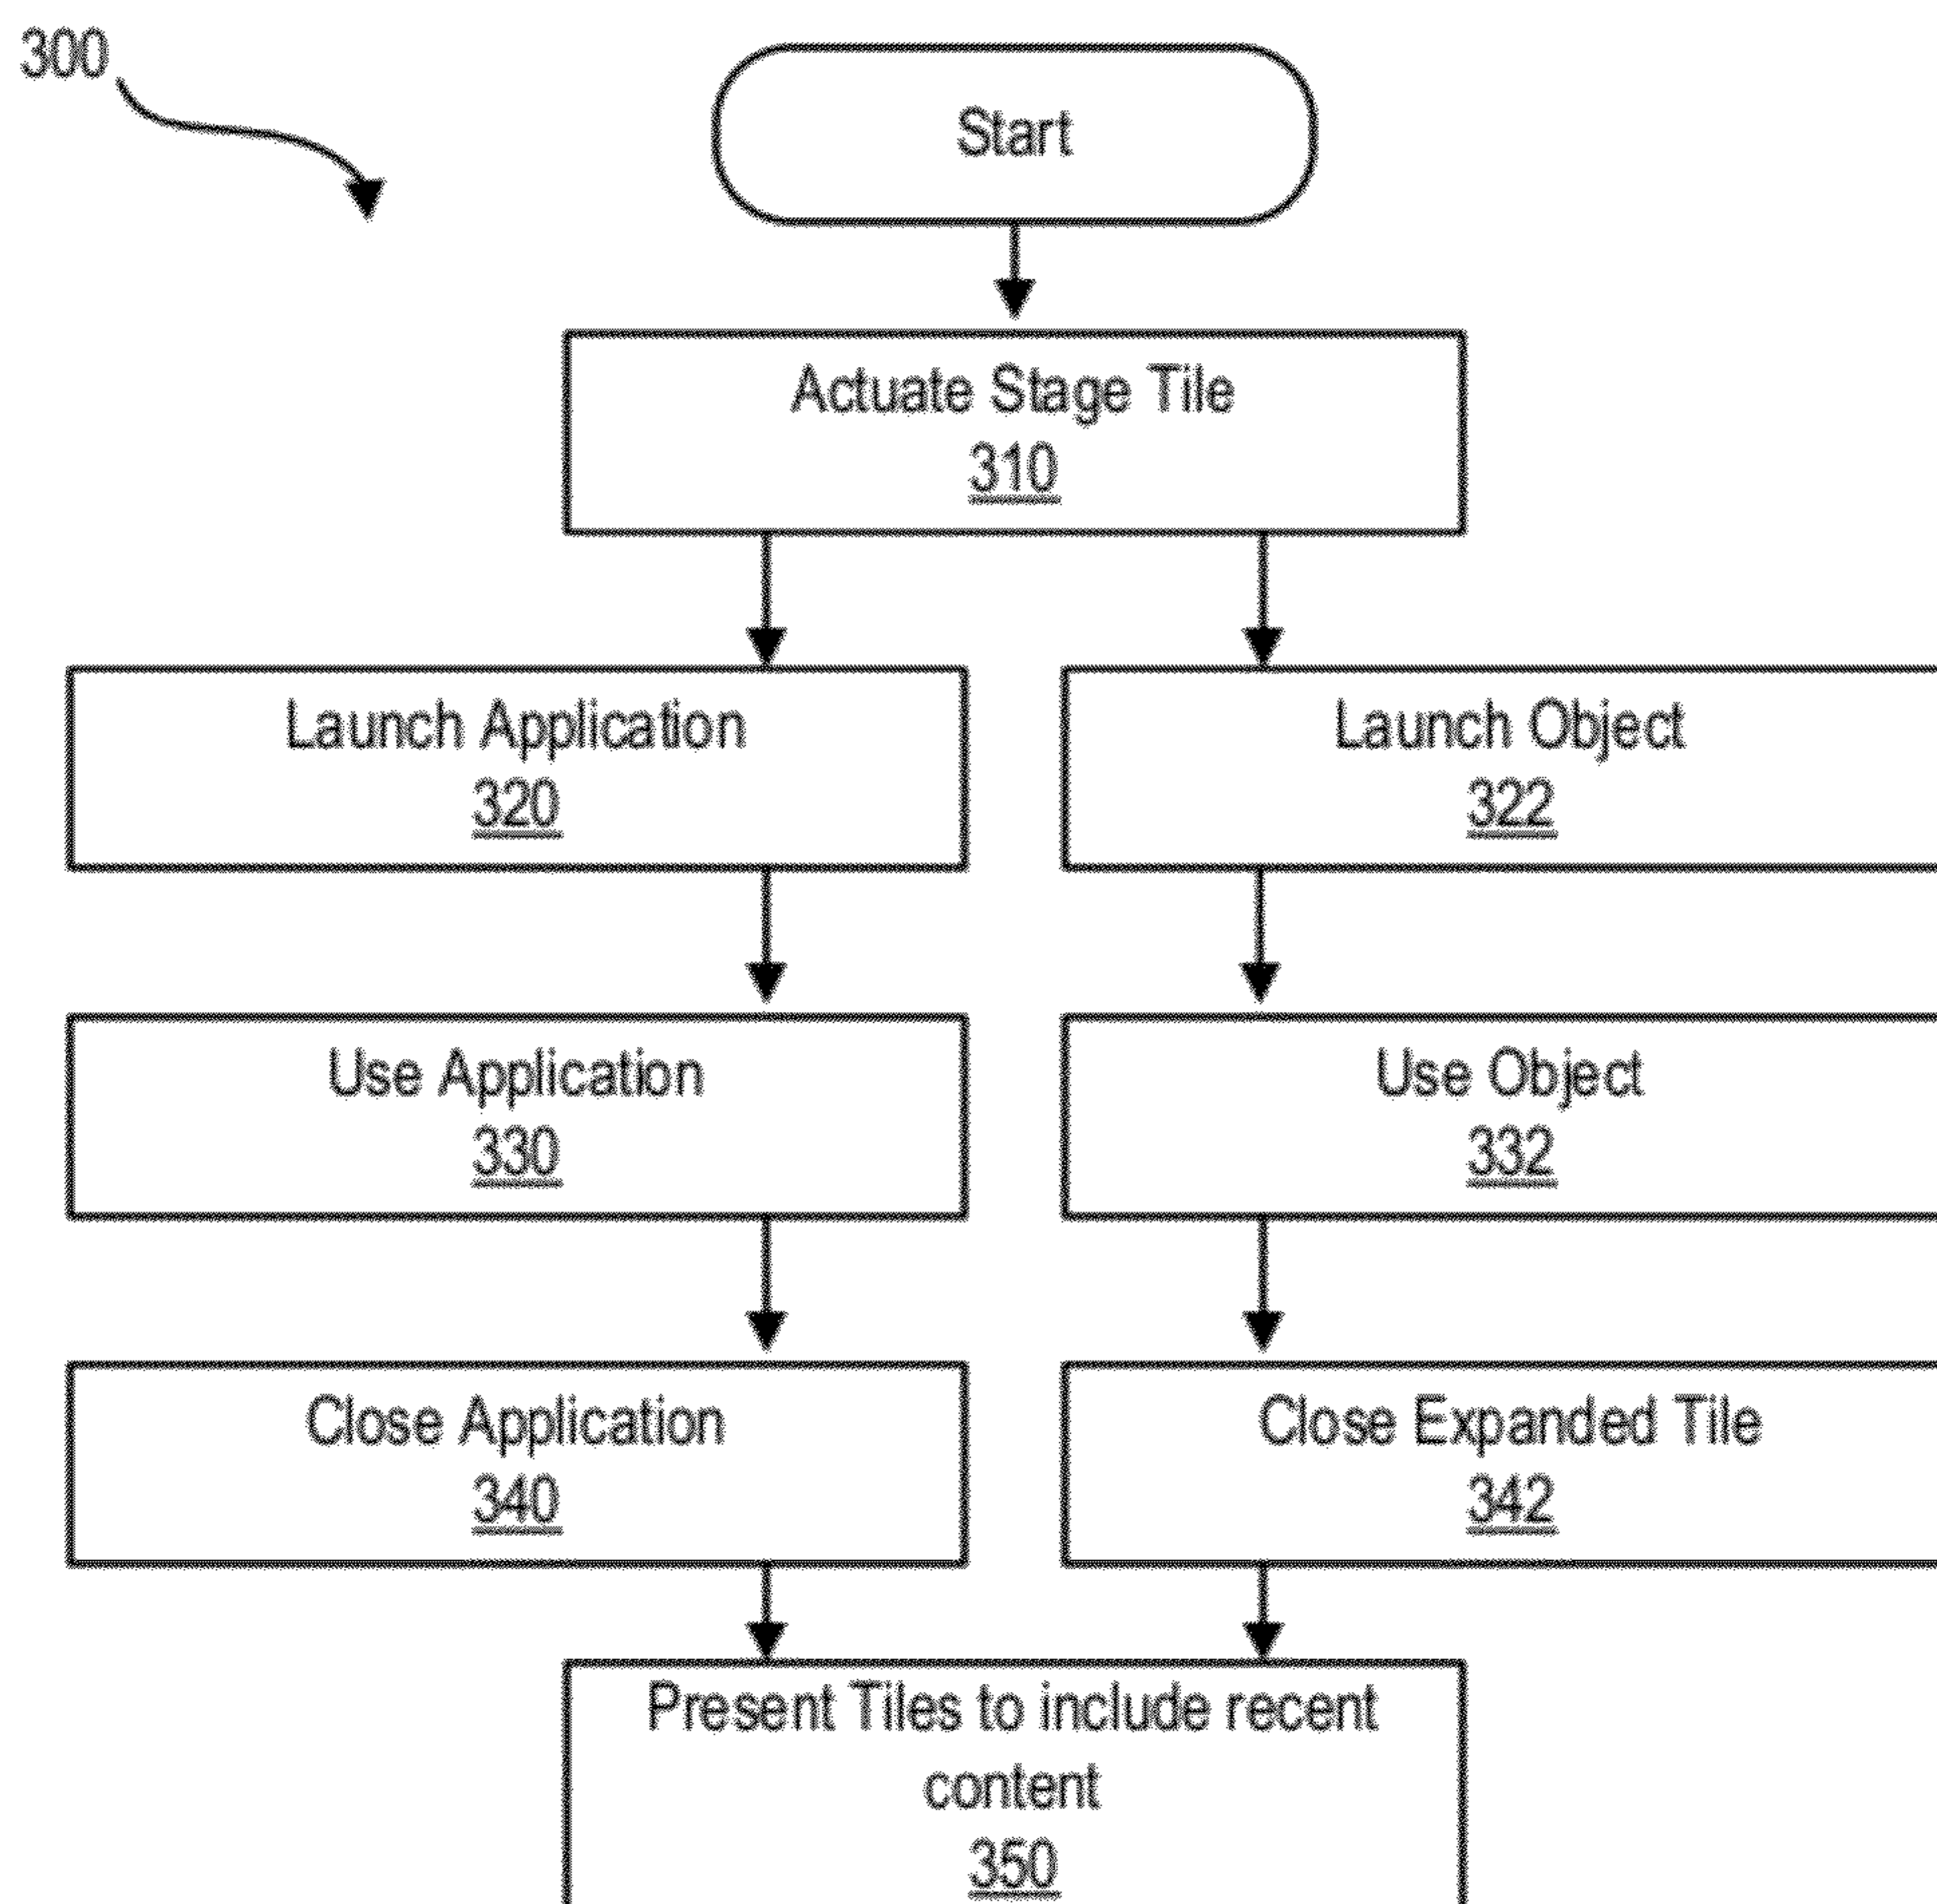 300
Start
Actuate Stage Tile
310
Launch Application
320
Launch Object
322
Use Application
330
Use Object
332
Close Application
340
Close Expanded Tile
342
Present Tiles to include recent
content
350